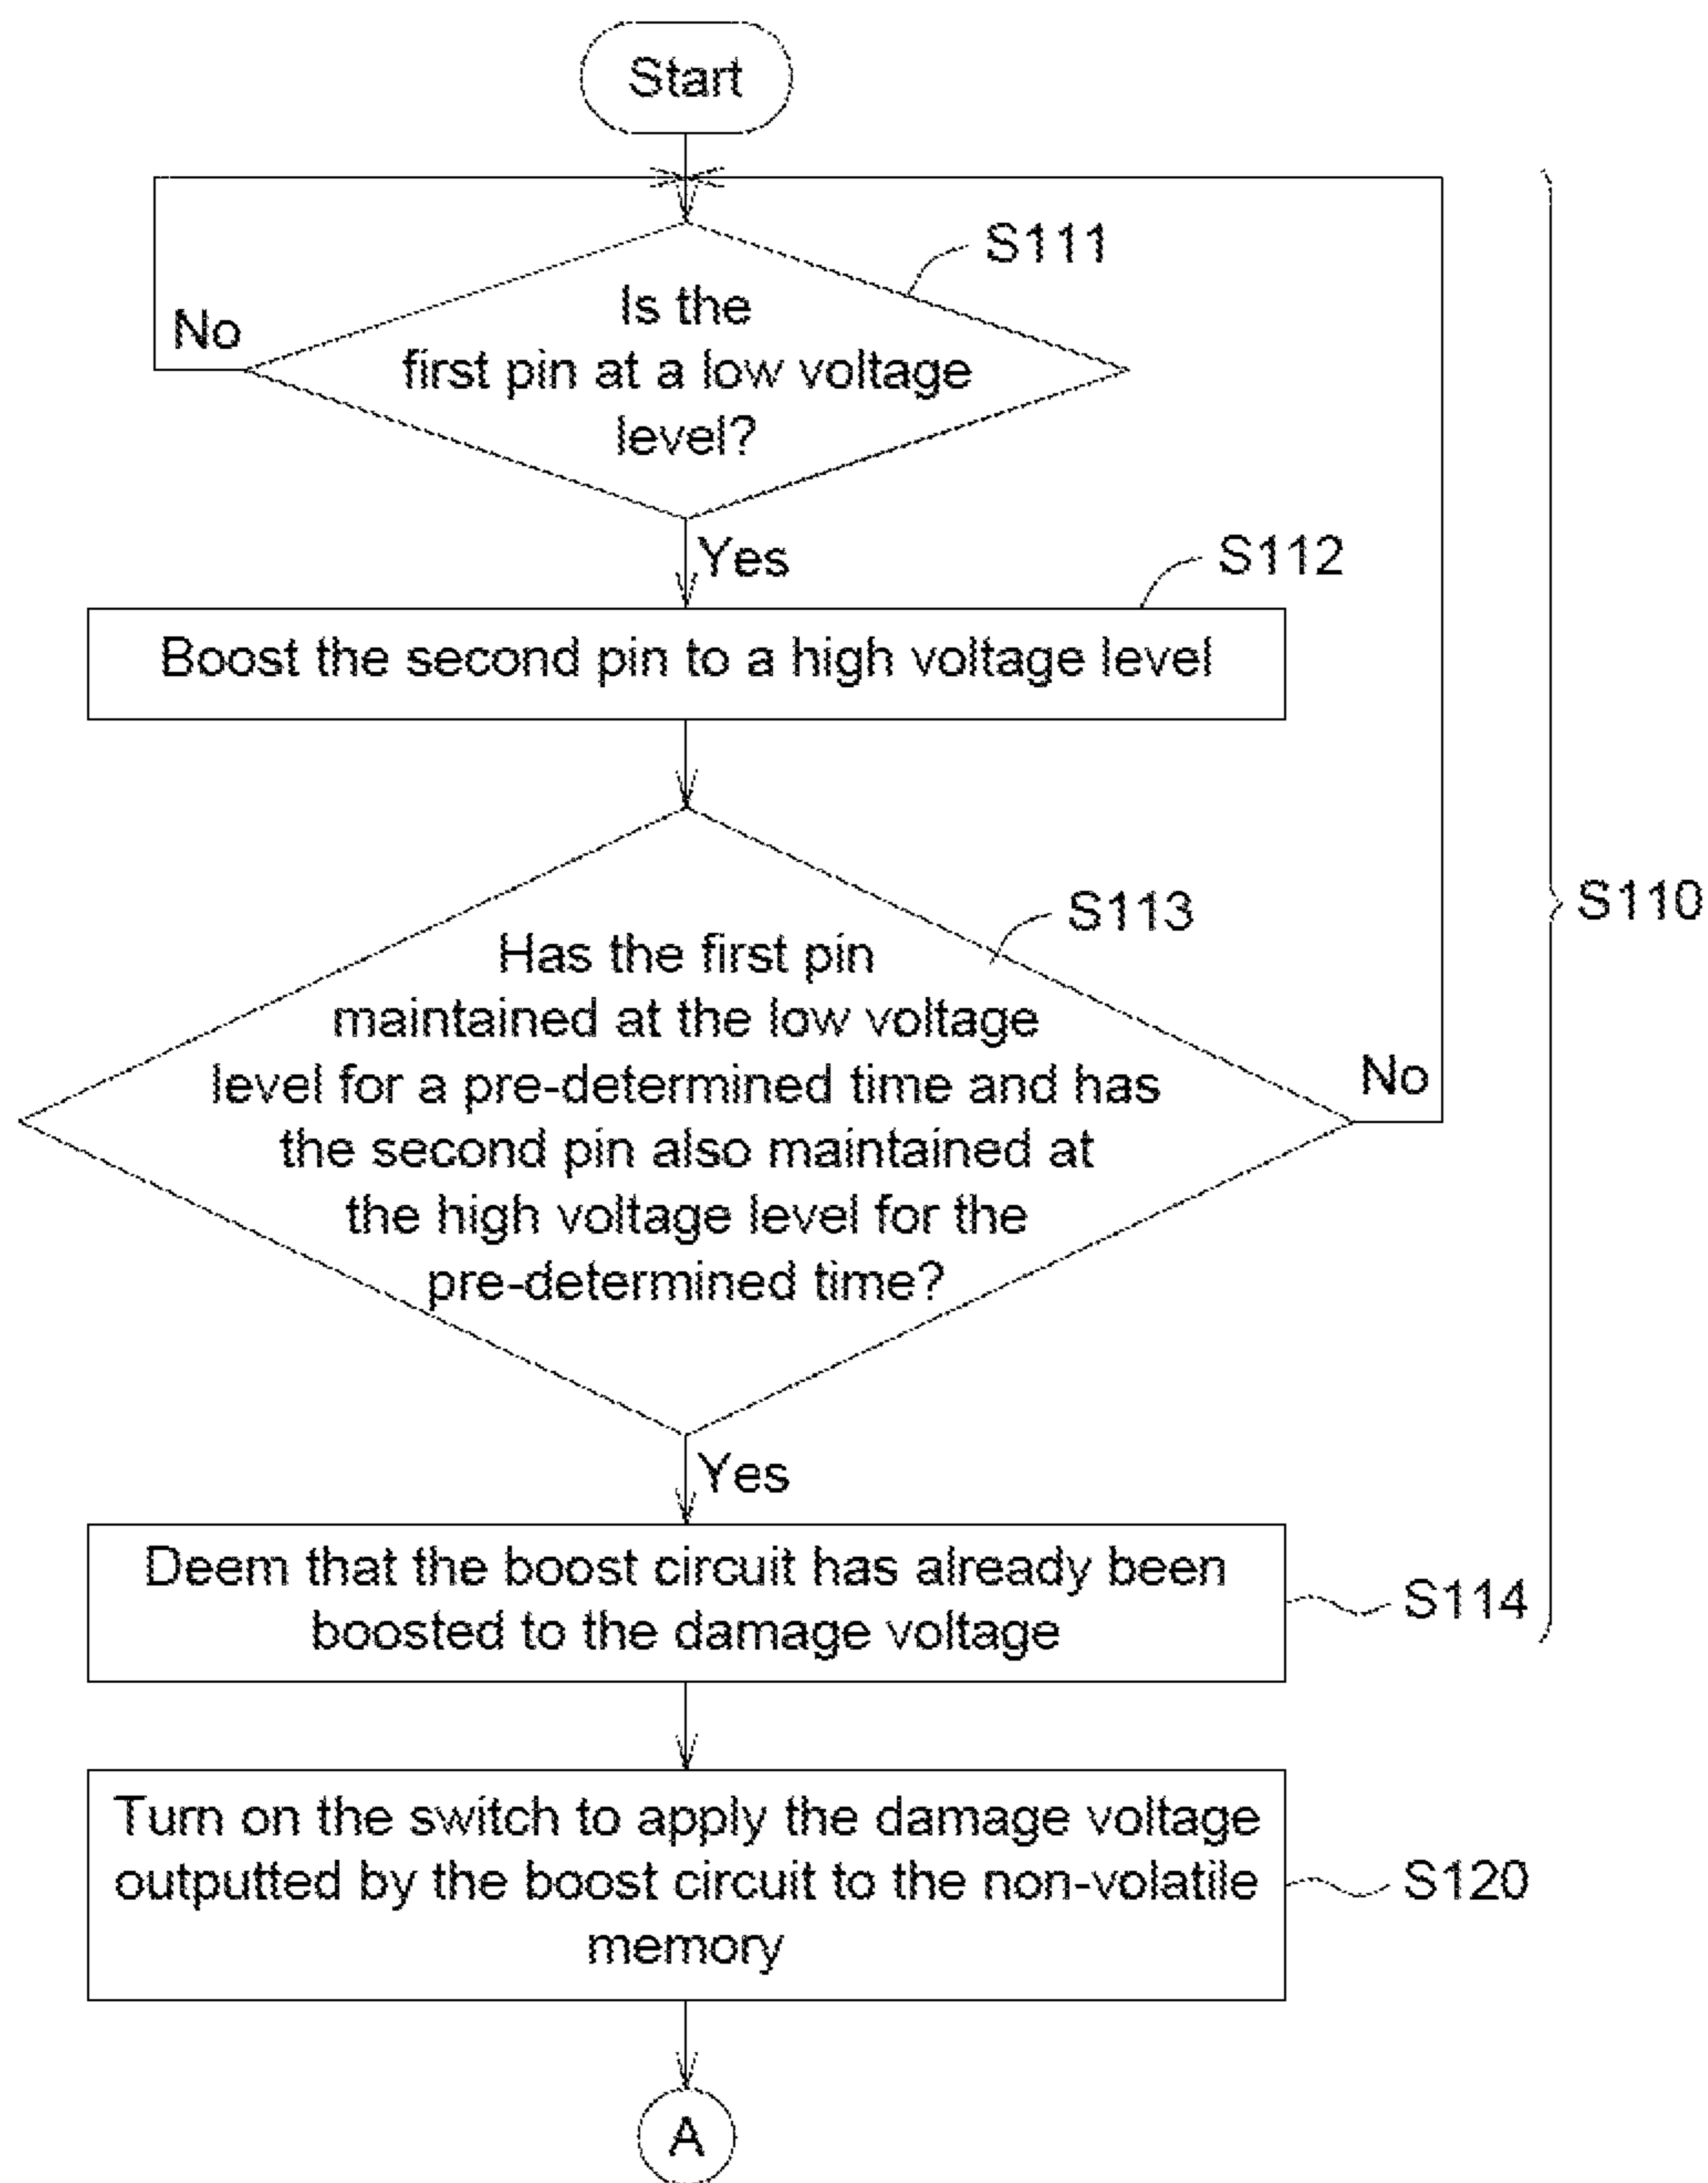 Start
S111
Is the
first pin at a low voltage
level?
No
Yes
S112
Boost the second pin to a high voltage level
S113
Has the first pin
maintained at the low voltage
level for a pre-determined time and has
the second pin also maintained at
the high voltage level for the
pre-determined time?
No
S110
Yes
Deem that the boost circuit has already been
boosted to the damage voltage
S114
Turn on the switch to apply the damage voltage
outputted by the boost circuit to the non-volatile
memory
S120
A